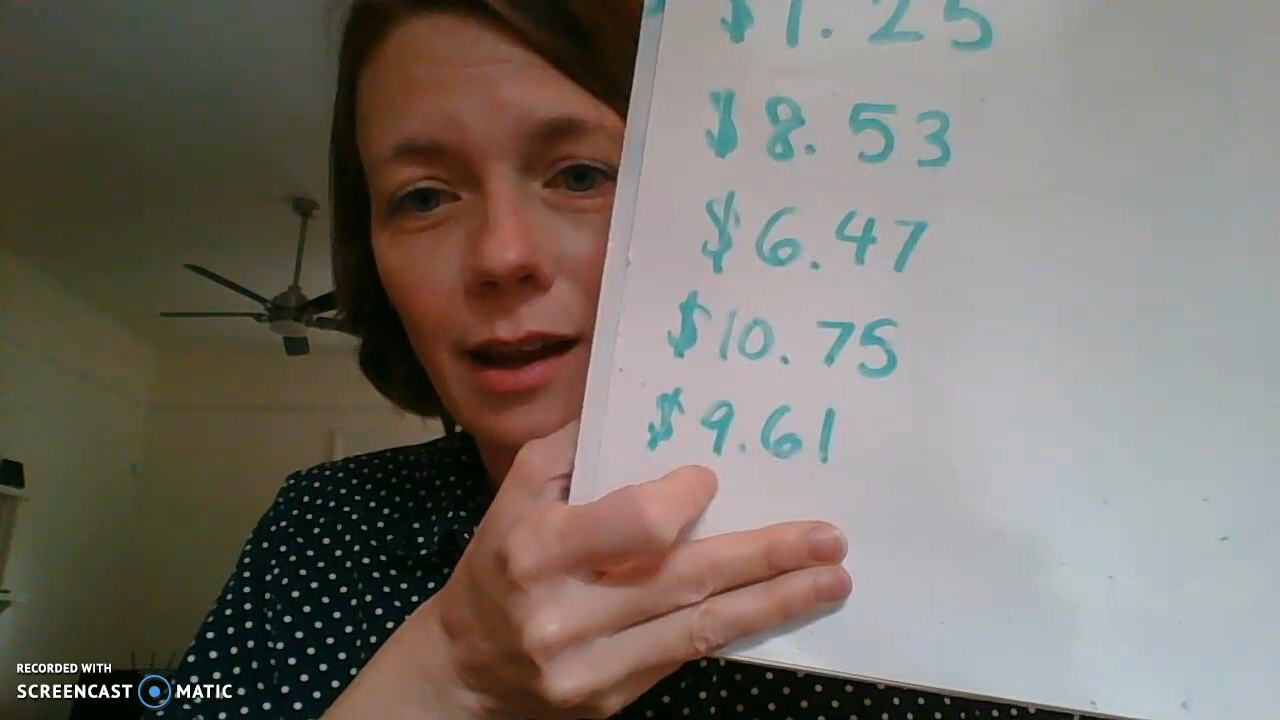 $1.25
$8.53
$6.47
$10.75
$9.61
RECORDED WITH
SCREENCAST MATIC